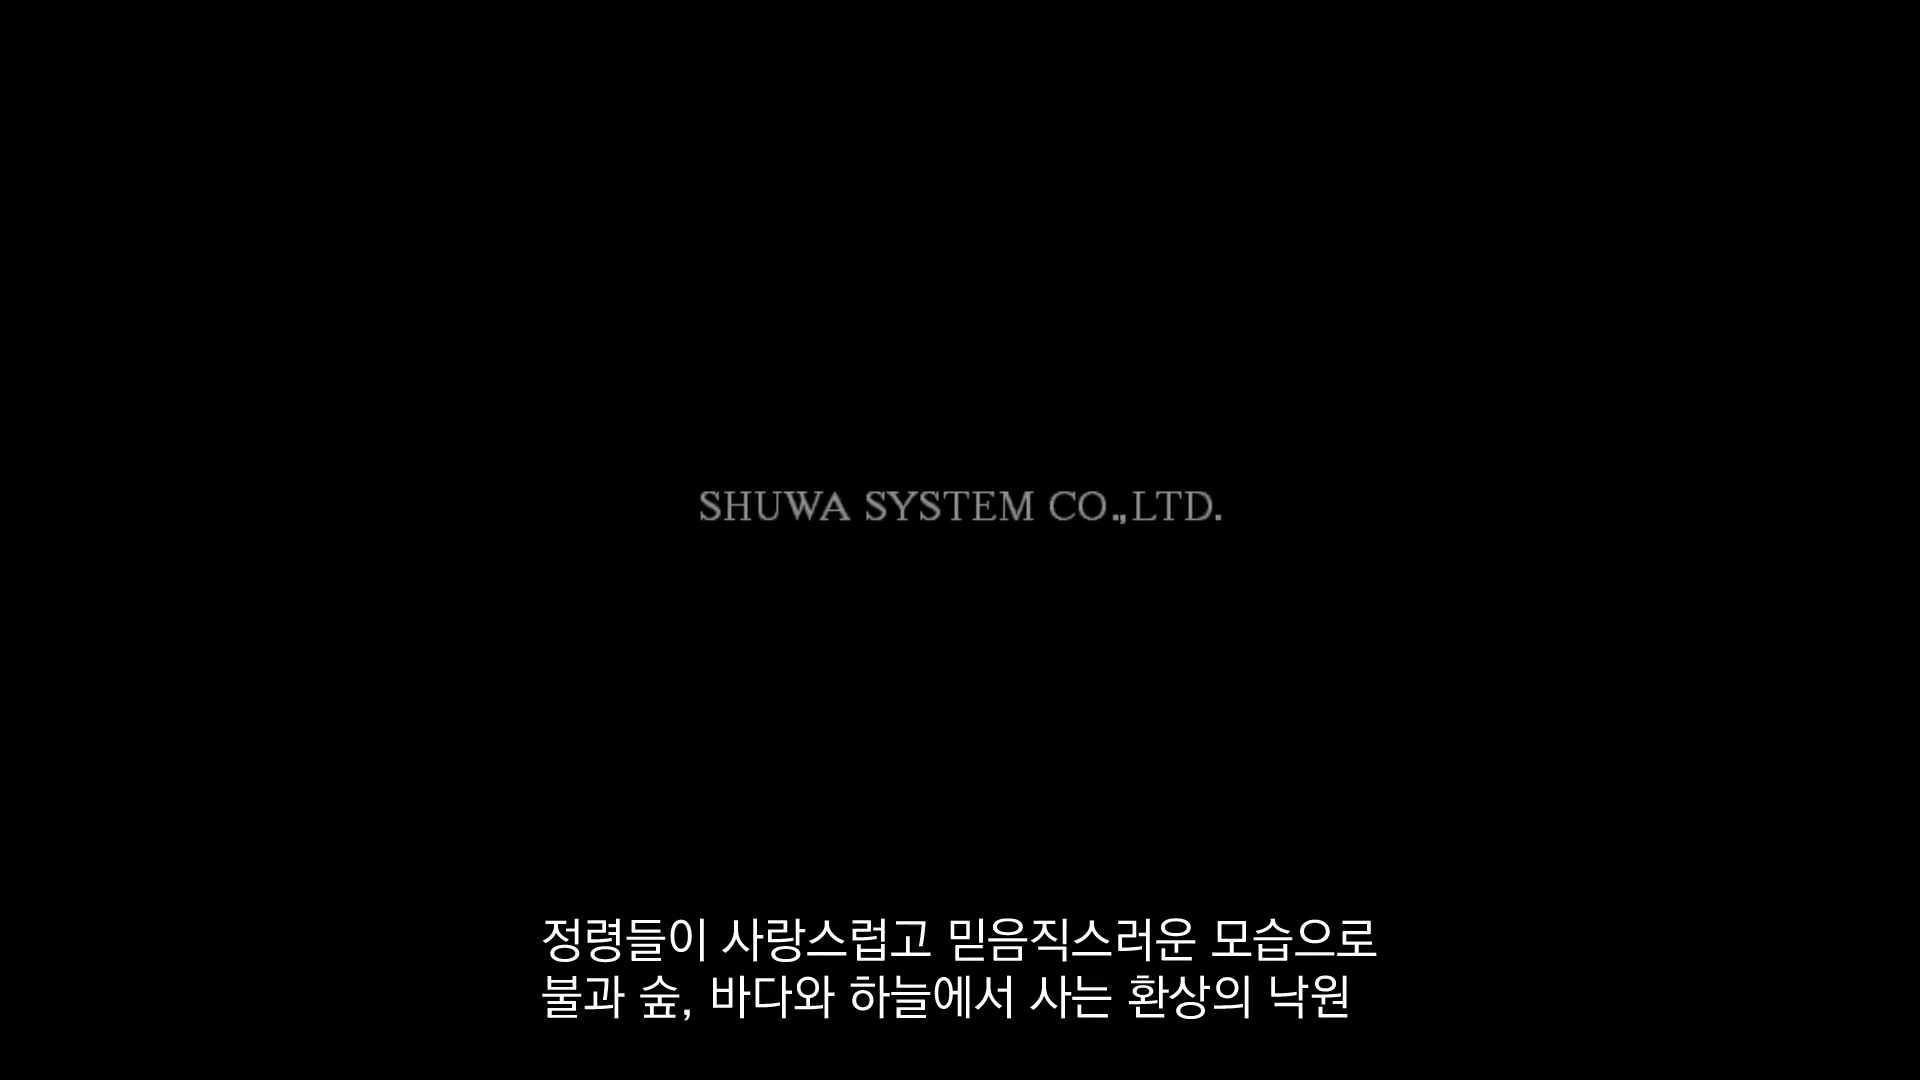 SHUWA SYSTEM CO.,LTD.
정령들이 사랑스럽고 믿음직스러운 모습으로
불과 숲, 바다와 하늘에서 사는 환상의 낙원